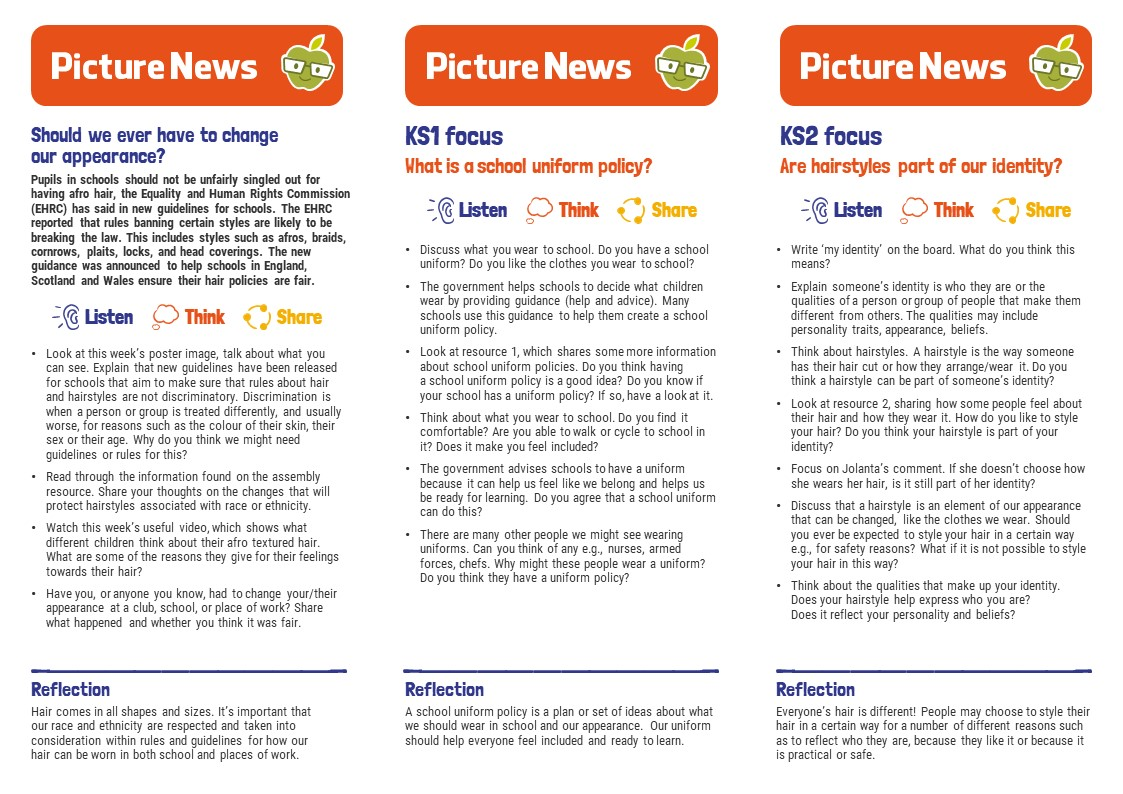 Picture News
Should we ever have to change
our appearance?
Pupils in schools should not be unfairly singled out for
having afro hair, the Equality and Human Rights Commission
(EHRC) has said in new guidelines for schools. The EHRC
reported that rules banning certain styles are likely to be
breaking the law. This includes styles such as afros, braids,
cornrows, plaits, locks, and head coverings. The new
guidance was announced to help schools in England,
Scotland and Wales ensure their hair policies are fair.
Listen Think Share
• Look at this week's poster image, talk about what you
can see. Explain that new guidelines have been released
for schools that aim to make sure that rules about hair
and hairstyles are not discriminatory. Discrimination is
when a person or group is treated differently, and usually
worse, for reasons such as the colour of their skin, their
sex or their age. Why do you think we might need
guidelines or rules for this?
• Read through the information found on the assembly
resource. Share your thoughts on the changes that will
protect hairstyles associated with race or ethnicity.
• Watch this week's useful video, which shows what
different children think about their afro textured hair.
What are some of the reasons they give for their feelings
towards their hair?
• Have you, or anyone you know, had to change your/their
appearance at a club, school, or place of work? Share
what happened and whether you think it was fair.
Reflection
Hair comes in all shapes and sizes. It's important that
our race and ethnicity are respected and taken into
consideration within rules and guidelines for how our
hair can be worn in both school and places of work.
Picture News
KS1 focus
What is a school uniform policy?
Listen Think Share
• Discuss what you wear to school. Do you have a school
uniform? Do you like the clothes you wear to school?
• The government helps schools to decide what children
wear by providing guidance (help and advice). Many
schools use this guidance to help them create a school
uniform policy.
• Look at resource 1, which shares some more information
about school uniform policies. Do you think having
a school uniform policy is a good idea? Do you know if
your school has a uniform policy? If so, have a look at it.
• Think about what you wear to school. Do you find it
comfortable? Are you able to walk or cycle to school in
it? Does it make you feel included?
• The government advises schools to have a uniform
because it can help us feel like we belong and helps us
be ready for learning. Do you agree that a school uniform
can do this?
• There are many other people we might see wearing
uniforms. Can you think of any e.g., nurses, armed
forces, chefs. Why might these people wear a uniform?
Do you think they have a uniform policy?
Reflection
A school uniform policy is a plan or set of ideas about what
we should wear in school and our appearance. Our uniform
should help everyone feel included and ready to learn.
Picture News
KS2 focus
Are hairstyles part of our identity?
Listen Think Share
• Write 'my identity' on the board. What do you think this
means?
• Explain someone's identity is who they are or the
qualities of a person or group of people that make them
different from others. The qualities may include
personality traits, appearance, beliefs.
• Think about hairstyles. A hairstyle is the way someone
has their hair cut or how they arrange/wear it. Do you
think a hairstyle can be part of someone's identity?
• Look at resource 2, sharing how some people feel about
their hair and how they wear it. How do you like to style
your hair? Do you think your hairstyle is part of your
identity?
• Focus on Jolanta's comment. If she doesn't choose how
she wears her hair, is it still part of her identity?
• Discuss that a hairstyle is an element of our appearance
that can be changed, like the clothes we wear. Should
you ever be expected to style your hair in a certain way
e.g., for safety reasons? What if it is not possible to style
your hair in this way?
• Think about the qualities that make up your identity.
Does your hairstyle help express who you are?
Does it reflect your personality and beliefs?
Reflection
Everyone's hair is different! People may choose to style their
hair in a certain way for a number of different reasons such
as to reflect who they are, because they like it or because it
is practical or safe.